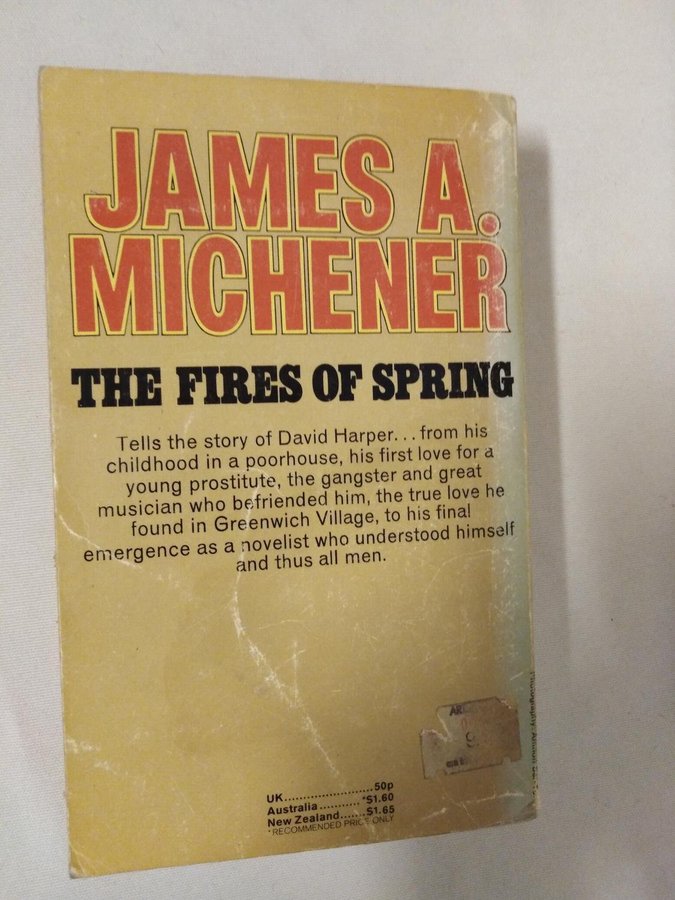 JAMES A.
MICHENER
THE FIRES OF SPRING
Tells the story of David Harper... from his
childhood in a poorhouse, his first love for a
young prostitute, the gangster and great
musician who befriended him, the true love he
found in Greenwich Village, to his final
emergence as a novelist who understood himself
and thus all men.
AR
9
UK......................50p
Australia...........*$1.60
New Zealand.......$1.65
*RECOMMENDED PRICE ONLY